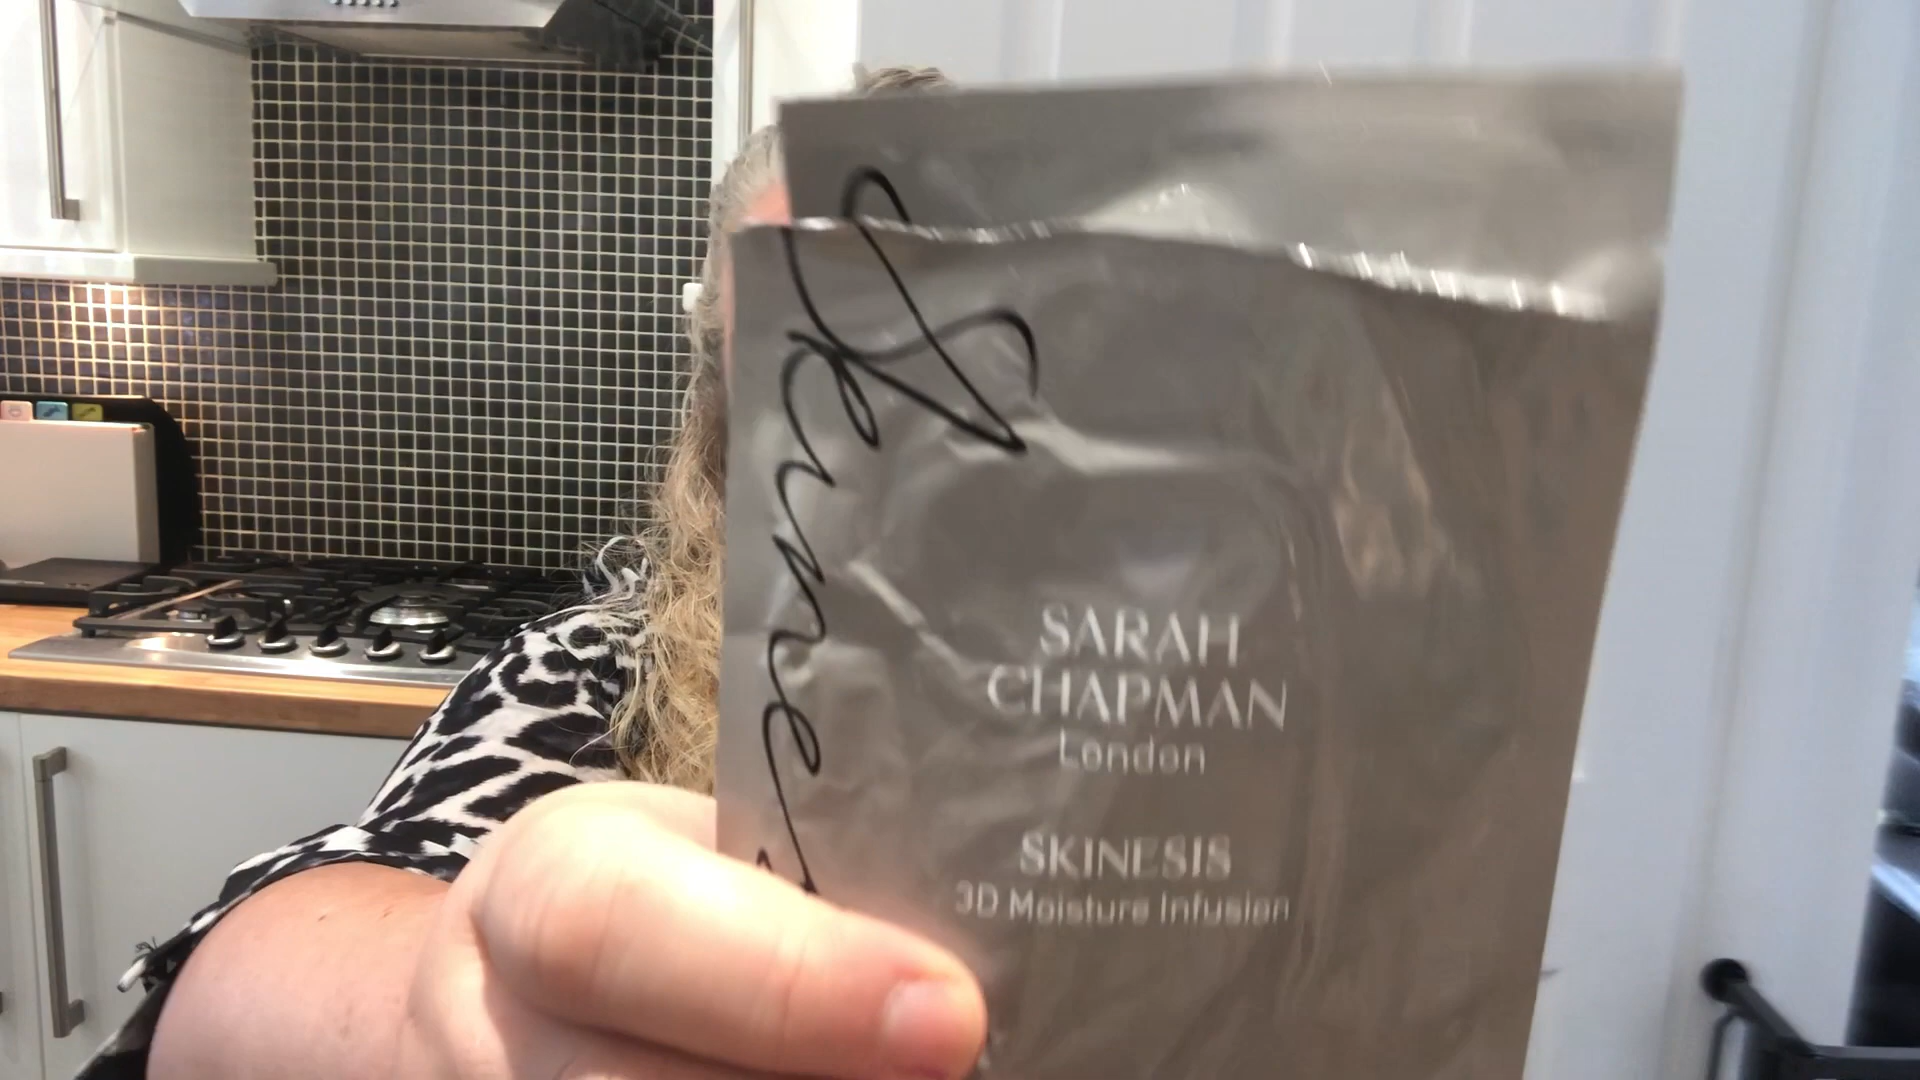 SARAH
CHAPMAN
London
SKINESIS
3D Moisture Infusion